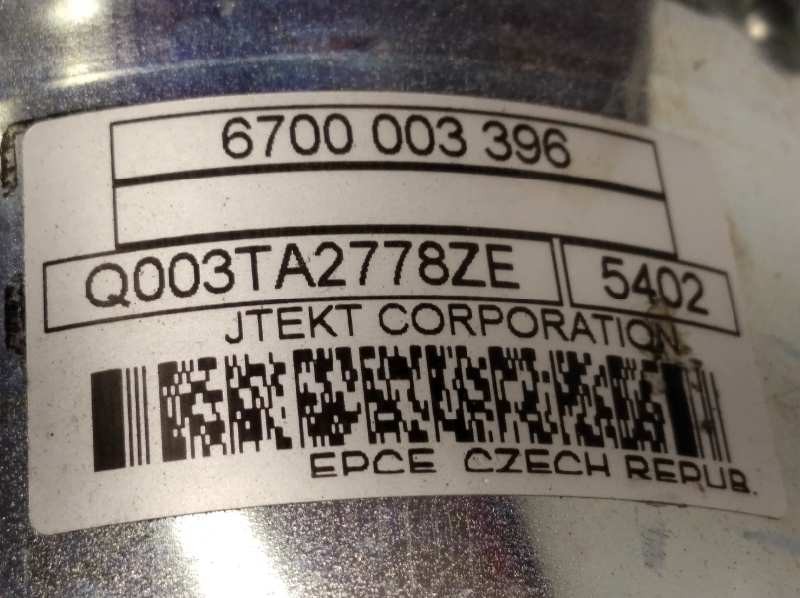 6700 003 396
Q003TA2778ZE 5402
JTEKT CORPORATION
EPCE CZECH REPUB.